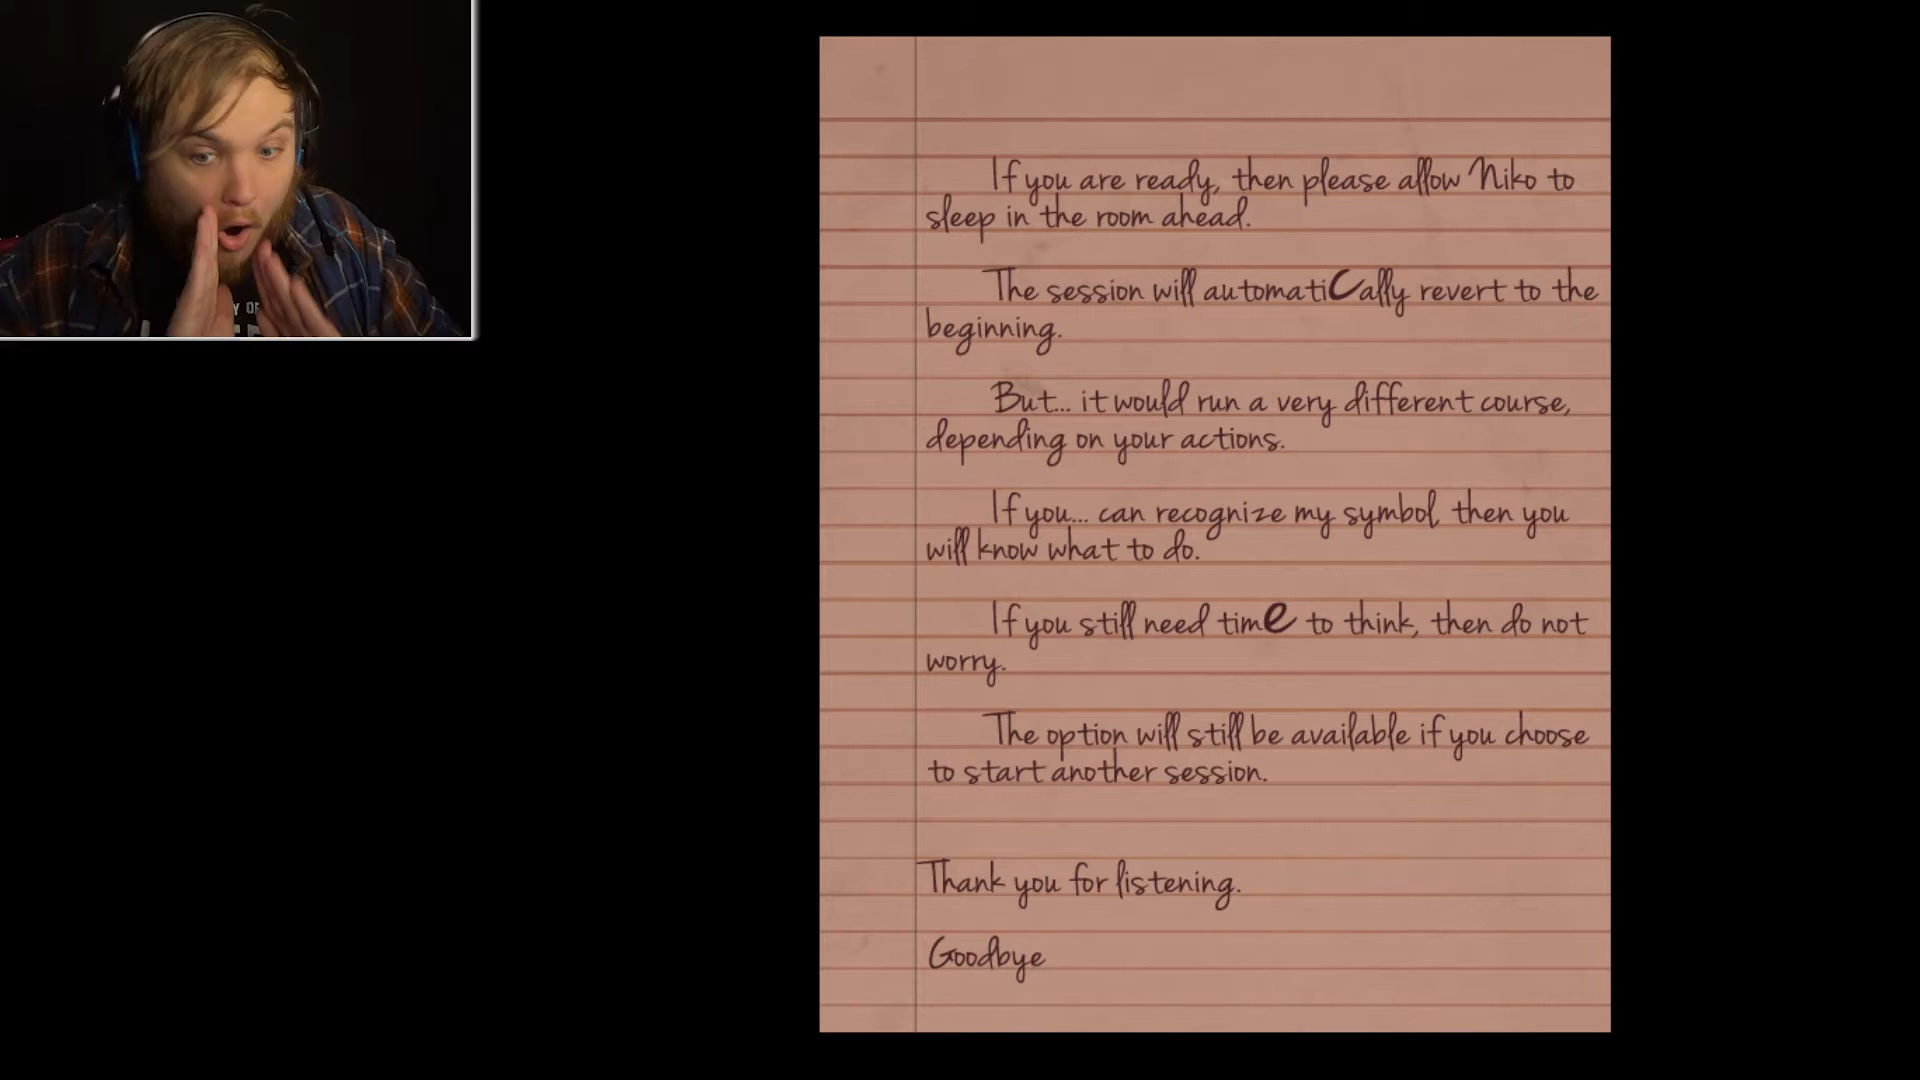 If you are ready, then please allow Niko to
sleep in the room ahead.
The session will automatiCally revert to the
beginning.
But... it would run a very different course,
depending on your actions.
If you... can recognize my symbol, then you
will know what to do.
If you still need time to think, then do not
worry.
The option will still be available if you choose
to start another session.
Thank you for listening.
Goodbye